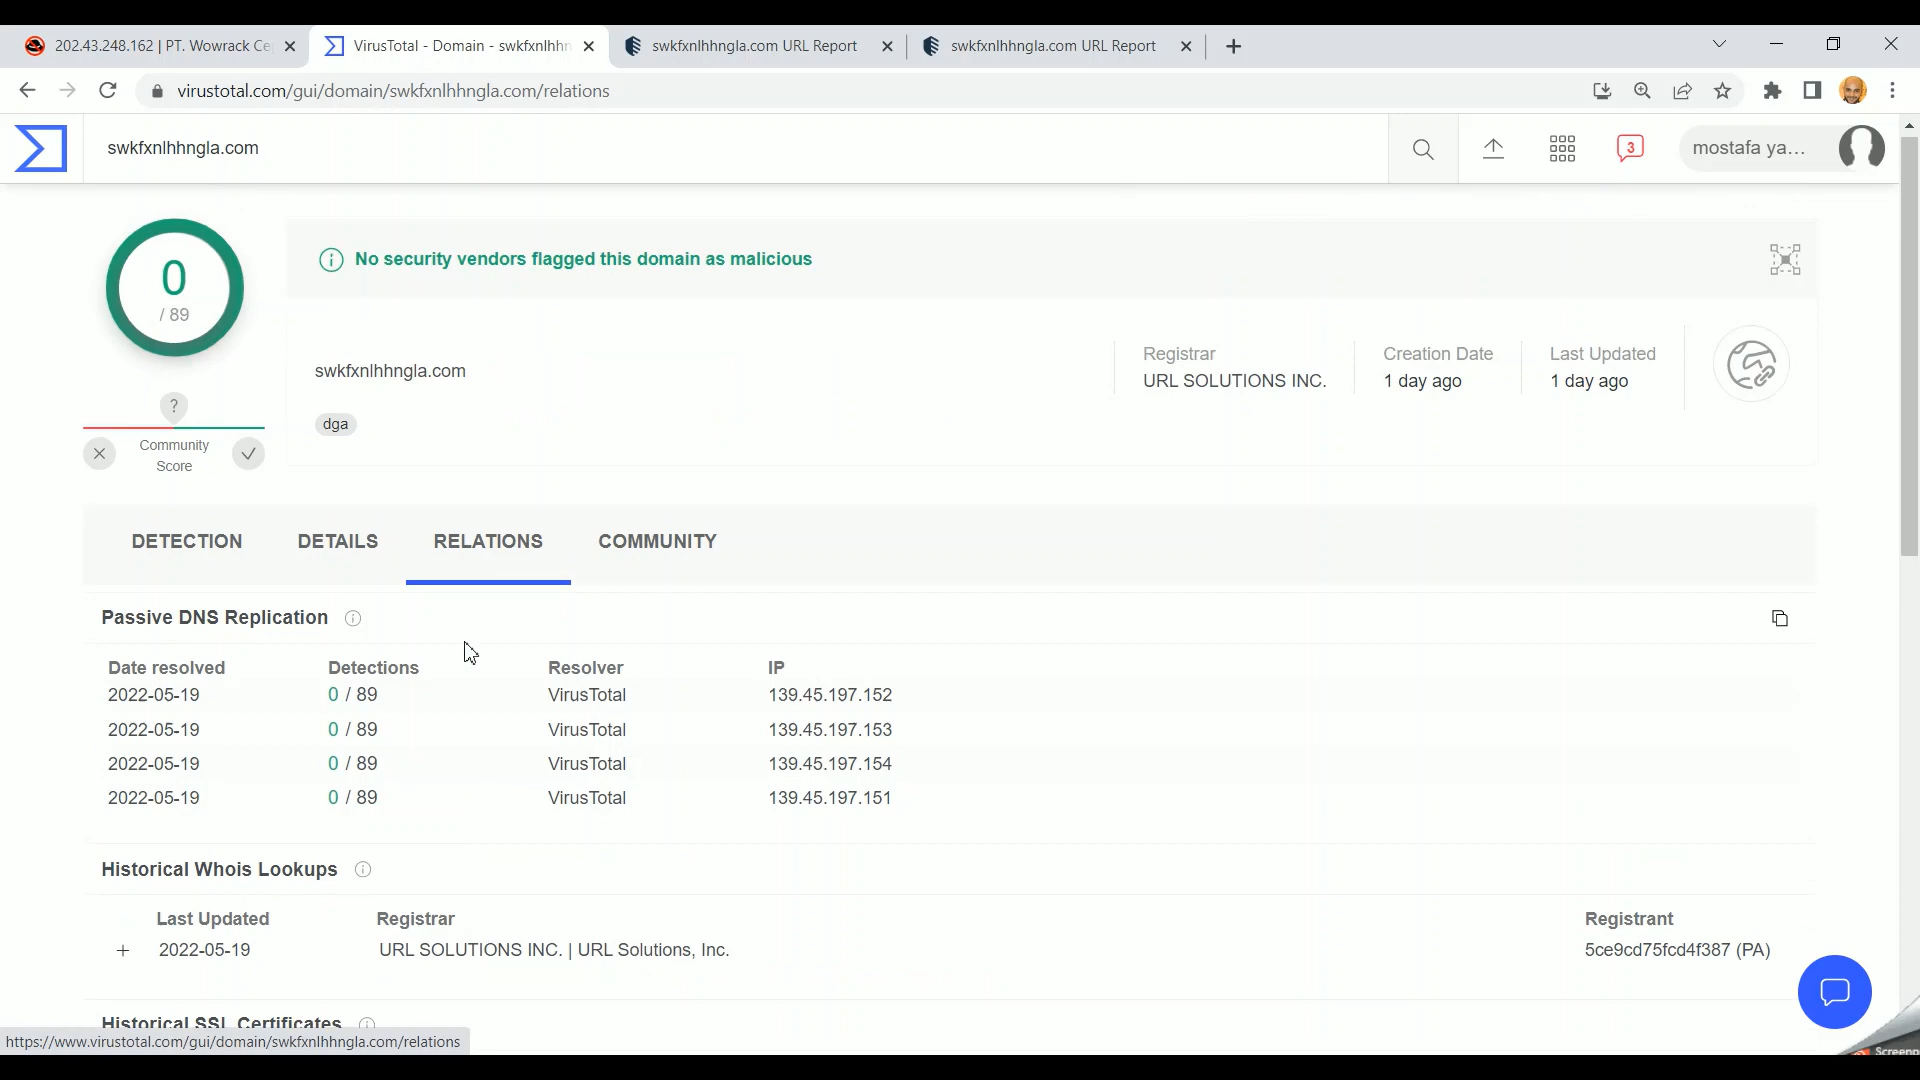 202.43.248.162 | PT. Wowrack Ce
VirusTotal - Domain - swkfxnlhhn
swkfxnlhhngla.com URL Report
swkfxnlhhngla.com URL Report
virustotal.com/gui/domain/swkfxnlhhngla.com/relations
swkfxnlhhngla.com
3
mostafa ya...
0
/ 89
No security vendors flagged this domain as malicious
swkfxnlhhngla.com
dga
Registrar
URL SOLUTIONS INC.
Creation Date
1 day ago
Last Updated
1 day ago
?
Community
Score
DETECTION
DETAILS
RELATIONS
COMMUNITY
Passive DNS Replication
Date resolved Detections Resolver IP
2022-05-19 0 / 89 VirusTotal 139.45.197.152
2022-05-19 0 / 89 VirusTotal 139.45.197.153
2022-05-19 0 / 89 VirusTotal 139.45.197.154
2022-05-19 0 / 89 VirusTotal 139.45.197.151
Historical Whois Lookups
Last Updated Registrar Registrant
+ 2022-05-19 URL SOLUTIONS INC. | URL Solutions, Inc. 5ce9cd75fcd4f387 (PA)
Historical SSL Certificates
https://www.virustotal.com/gui/domain/swkfxnlhhngla.com/relations